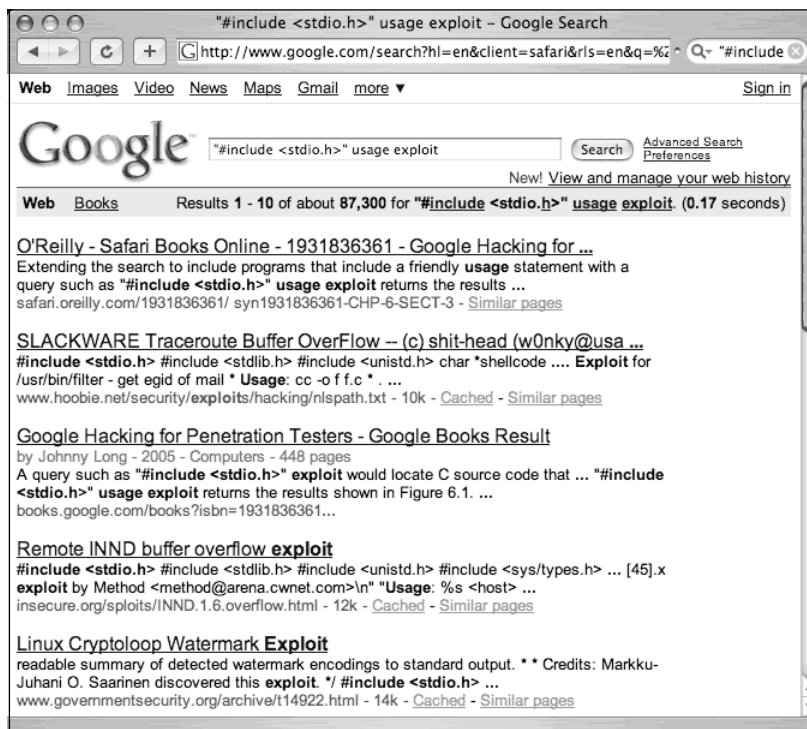 "#include <stdio.h>" usage exploit – Google Search
http://www.google.com/search?hl=en&client=safari&rls=en&q=%2 "#include
Web Images Video News Maps Gmail more ▼ Sign in
Google™ "#include <stdio.h>" usage exploit Search Advanced Search
Preferences
New! View and manage your web history
Web Books Results 1 - 10 of about 87,300 for "#include <stdio.h>" usage exploit. (0.17 seconds)
O'Reilly - Safari Books Online - 1931836361 - Google Hacking for ...
Extending the search to include programs that include a friendly usage statement with a
query such as "#include <stdio.h>" usage exploit returns the results ...
safari.oreilly.com/1931836361/ syn1931836361-CHP-6-SECT-3 - Similar pages
SLACKWARE Traceroute Buffer OverFlow -- (c) shit-head (w0nky@usa ...
#include <stdio.h> #include <stdlib.h> #include <unistd.h> char *shellcode .... Exploit for
/usr/bin/filter - get egid of mail * Usage: cc -o f f.c * . ...
www.hoobie.net/security/exploits/hacking/nlspath.txt - 10k - Cached - Similar pages
Google Hacking for Penetration Testers - Google Books Result
by Johnny Long - 2005 - Computers - 448 pages
A query such as "#include <stdio.h>" exploit would locate C source code that ... "#include
<stdio.h>" usage exploit returns the results shown in Figure 6.1. ...
books.google.com/books?isbn=1931836361...
Remote INND buffer overflow exploit
#include <stdio.h> #include <stdlib.h> #include <unistd.h> #include <sys/types.h> ... [45].x
exploit by Method <method@arena.cwnet.com>\n" "Usage: %s <host> ...
insecure.org/sploits/INND.1.6.overflow.html - 12k - Cached - Similar pages
Linux Cryptoloop Watermark Exploit
readable summary of detected watermark encodings to standard output. * * Credits: Markku-
Juhani O. Saarinen discovered this exploit. */ #include <stdio.h> ...
www.governmentsecurity.org/archive/t14922.html - 14k - Cached - Similar pages